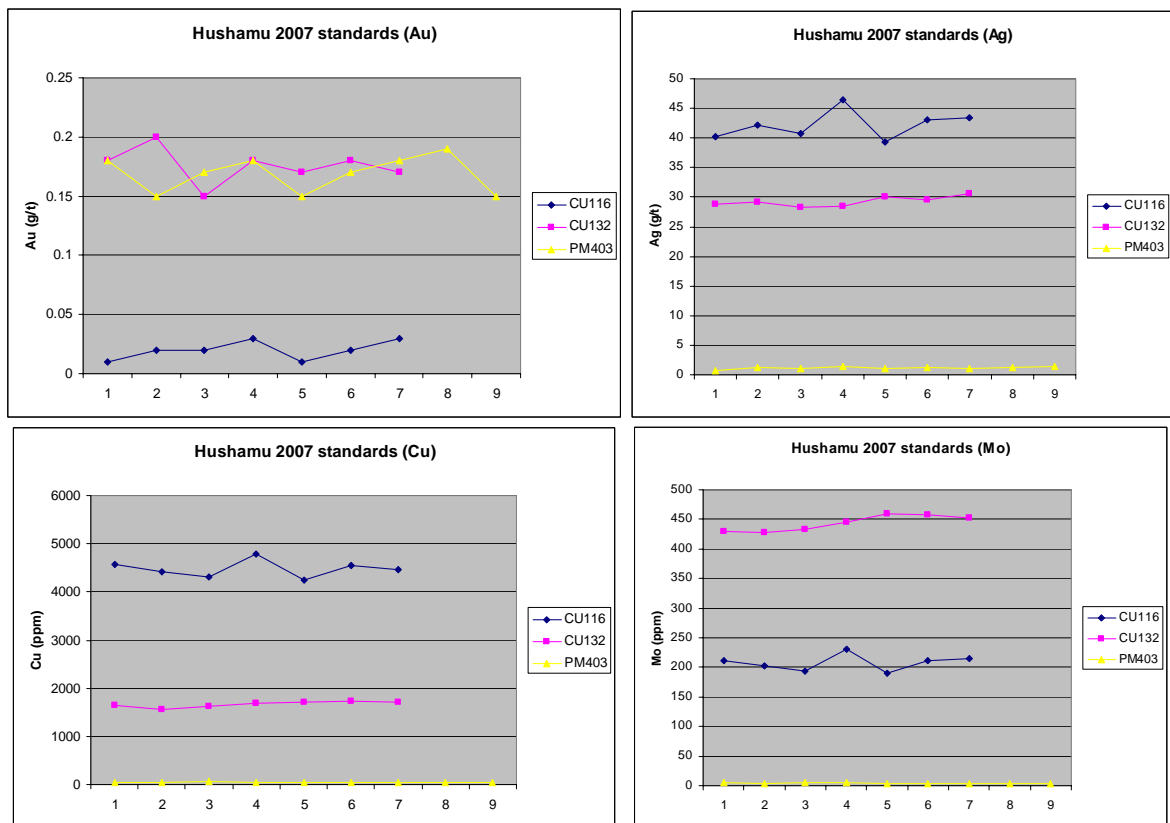 Hushamu 2007 standards (Au)
0.25
0.2
0.15
0.1
0.05
0
Au (g/t)
1 2 3 4 5 6 7 8 9
CU116
CU132
PM403
Hushamu 2007 standards (Ag)
50
45
40
35
30
25
20
15
10
5
0
Ag (g/t)
1 2 3 4 5 6 7 8 9
CU116
CU132
PM403
Hushamu 2007 standards (Cu)
6000
5000
4000
3000
2000
1000
0
Cu (ppm)
1 2 3 4 5 6 7 8 9
CU116
CU132
PM403
Hushamu 2007 standards (Mo)
500
450
400
350
300
250
200
150
100
50
0
Mo (ppm)
1 2 3 4 5 6 7 8 9
CU116
CU132
PM403